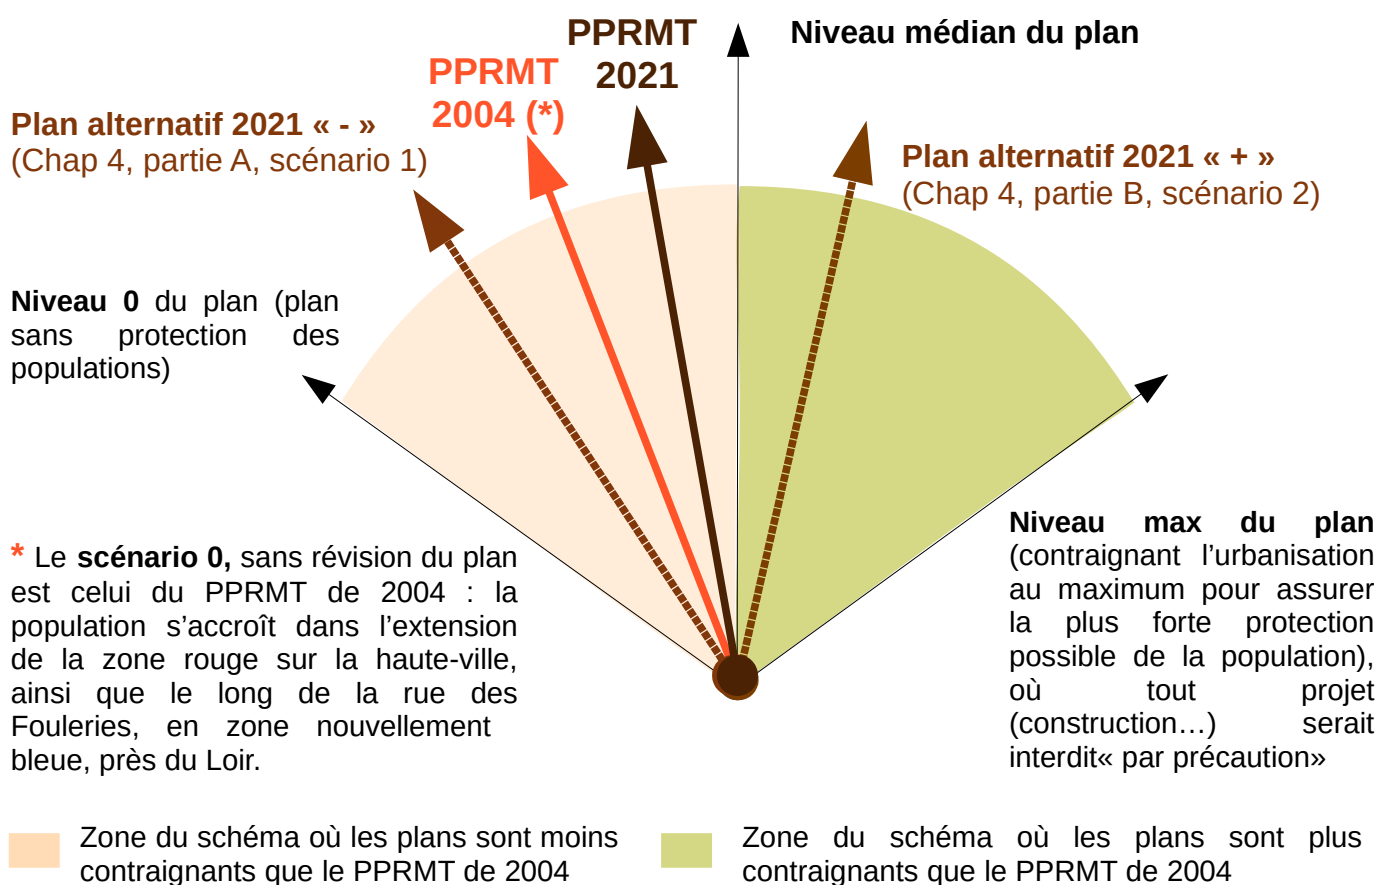 PPRMT
2021
Niveau médian du plan
PPRMT
2004 (*)
Plan alternatif 2021 « - »
(Chap 4, partie A, scénario 1)
Plan alternatif 2021 « + »
(Chap 4, partie B, scénario 2)
Niveau 0 du plan (plan
sans protection des
populations)
* Le scénario 0, sans révision du plan
est celui du PPRMT de 2004 : la
population s’accroît dans l’extension
de la zone rouge sur la haute-ville,
ainsi que le long de la rue des
Fouleries, en zone nouvellement
bleue, près du Loir.
Niveau max du plan
(contraignant l’urbanisation
au maximum pour assurer
la plus forte protection
possible de la population),
où tout projet
(construction…) serait
interdit« par précaution»
Zone du schéma où les plans sont moins
contraignants que le PPRMT de 2004
Zone du schéma où les plans sont plus
contraignants que le PPRMT de 2004